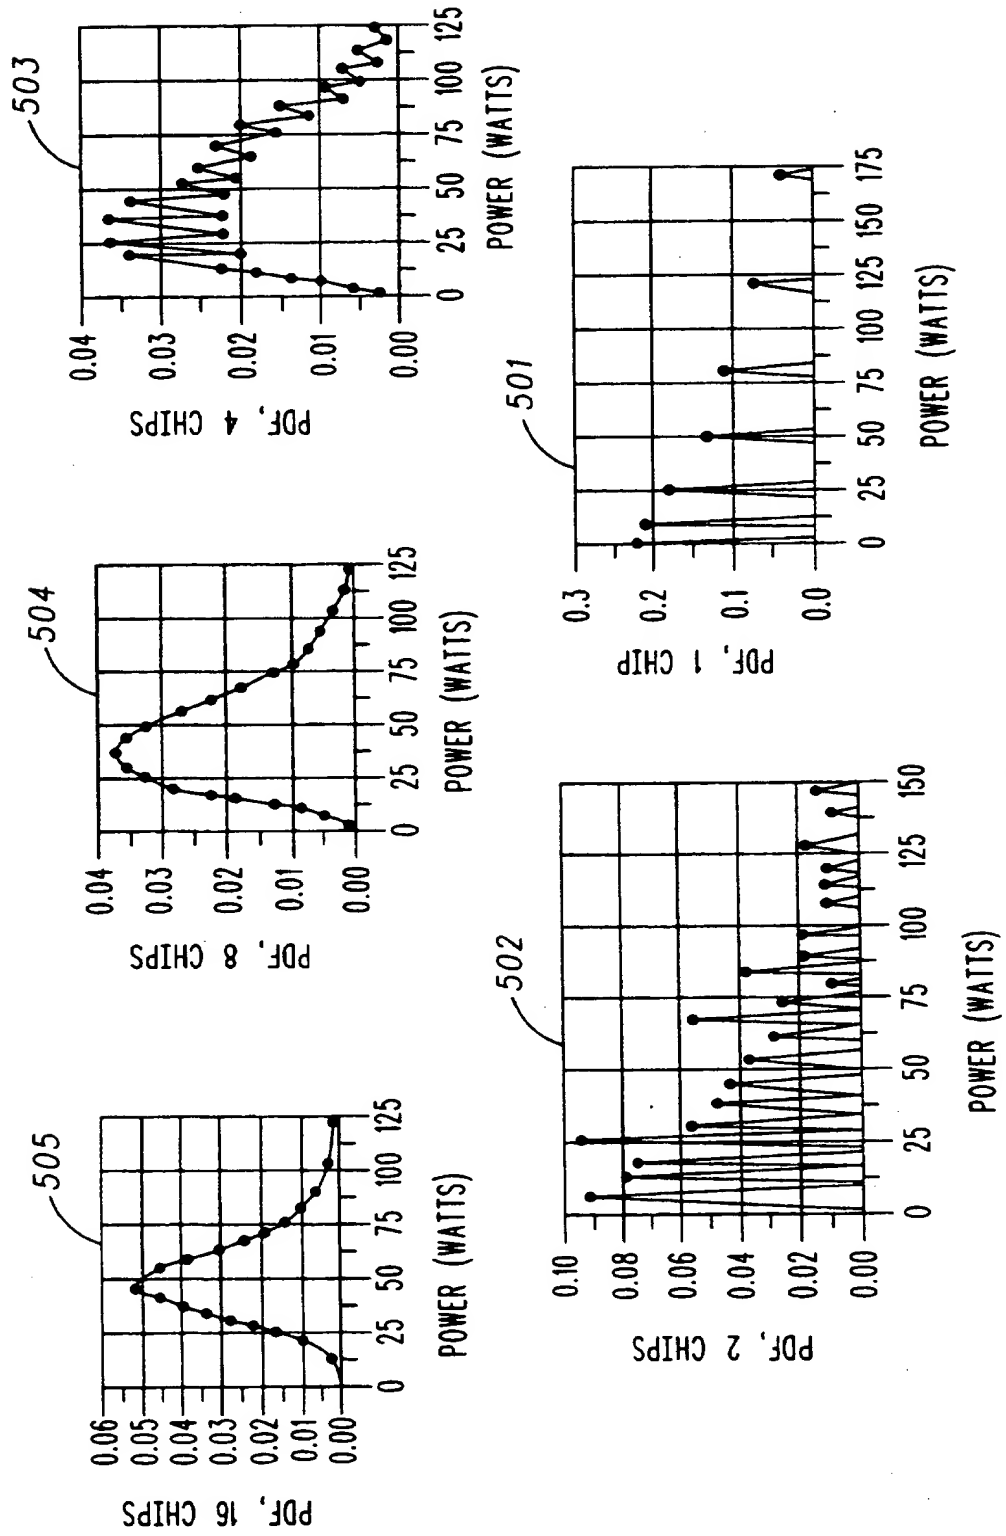 505
PDF, 16 CHIPS
0.06
0.05
0.04
0.03
0.02
0.01
0.00
0 25 50 75 100 125
POWER (WATTS)
504
PDF, 8 CHIPS
0.04
0.03
0.02
0.01
0.00
0 25 50 75 100 125
POWER (WATTS)
503
PDF, 4 CHIPS
0.04
0.03
0.02
0.01
0.00
0 25 50 75 100 125
POWER (WATTS)
502
PDF, 2 CHIPS
0.10
0.08
0.06
0.04
0.02
0.00
0 25 50 75 100 125 150
POWER (WATTS)
501
PDF, 1 CHIP
0.3
0.2
0.1
0.0
0 25 50 75 100 125 150 175
POWER (WATTS)